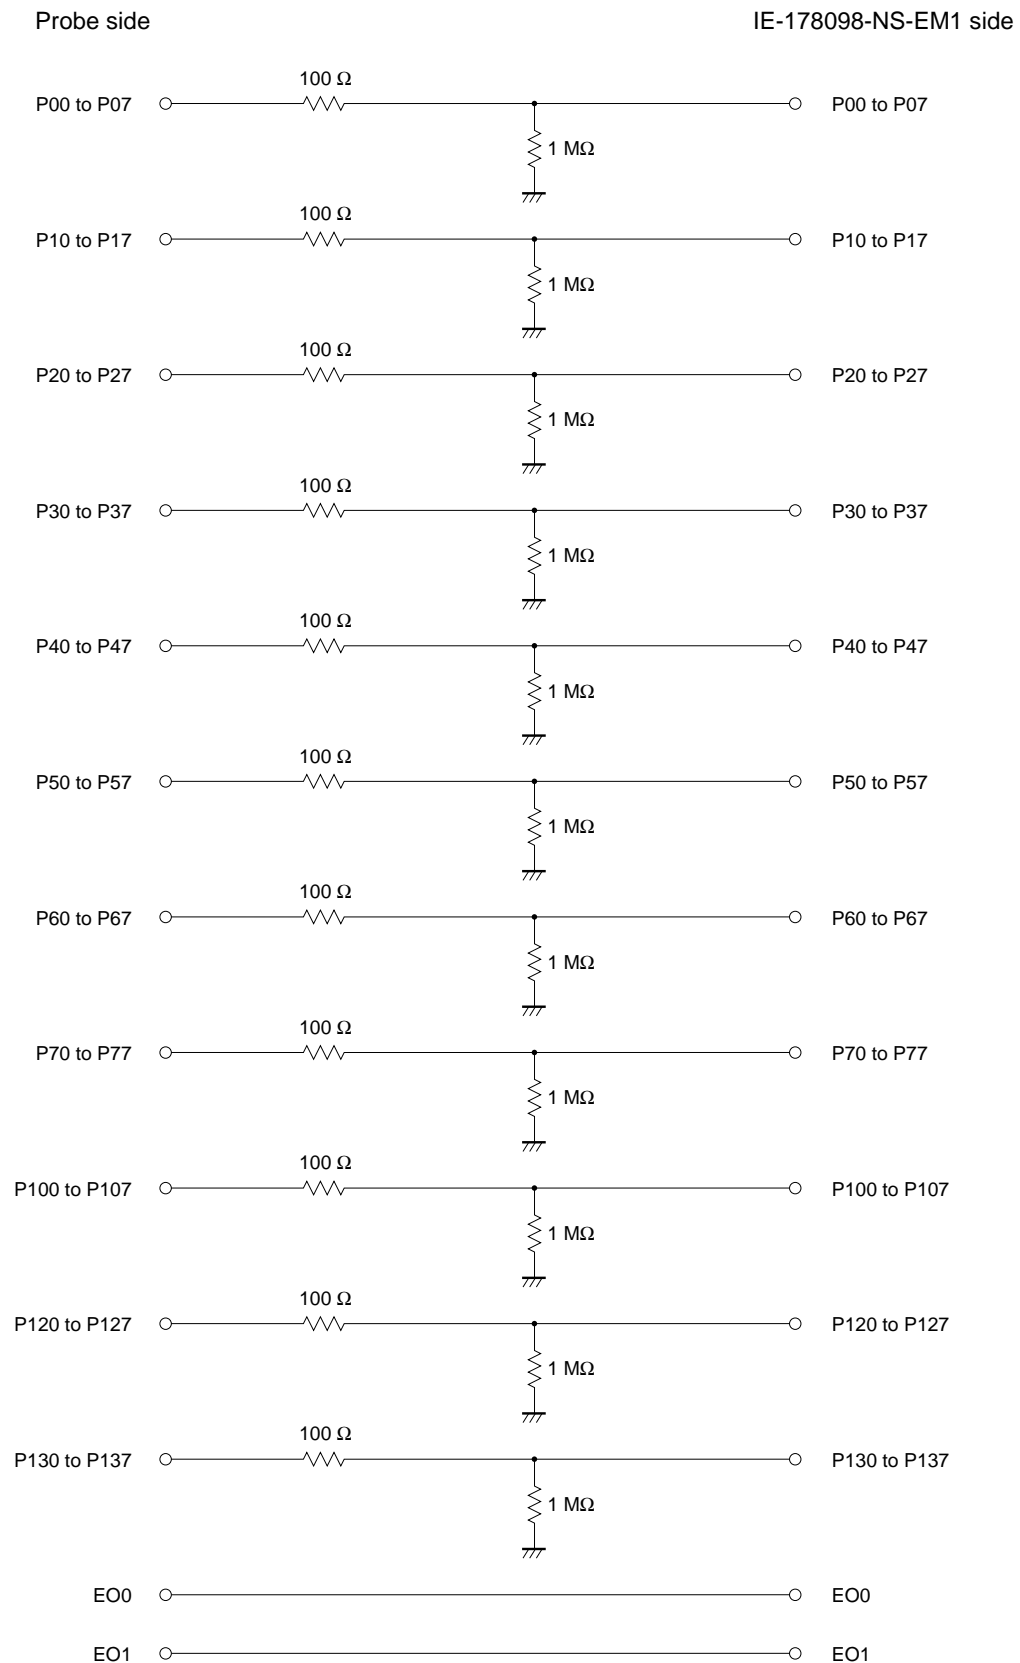 Probe side IE-178098-NS-EM1 side
100 Ω
P00 to P07 P00 to P07
1 MΩ
100 Ω
P10 to P17 P10 to P17
1 MΩ
100 Ω
P20 to P27 P20 to P27
1 MΩ
100 Ω
P30 to P37 P30 to P37
1 MΩ
100 Ω
P40 to P47 P40 to P47
1 MΩ
100 Ω
P50 to P57 P50 to P57
1 MΩ
100 Ω
P60 to P67 P60 to P67
1 MΩ
100 Ω
P70 to P77 P70 to P77
1 MΩ
100 Ω
P100 to P107 P100 to P107
1 MΩ
100 Ω
P120 to P127 P120 to P127
1 MΩ
100 Ω
P130 to P137 P130 to P137
1 MΩ
EO0 EO0
EO1 EO1